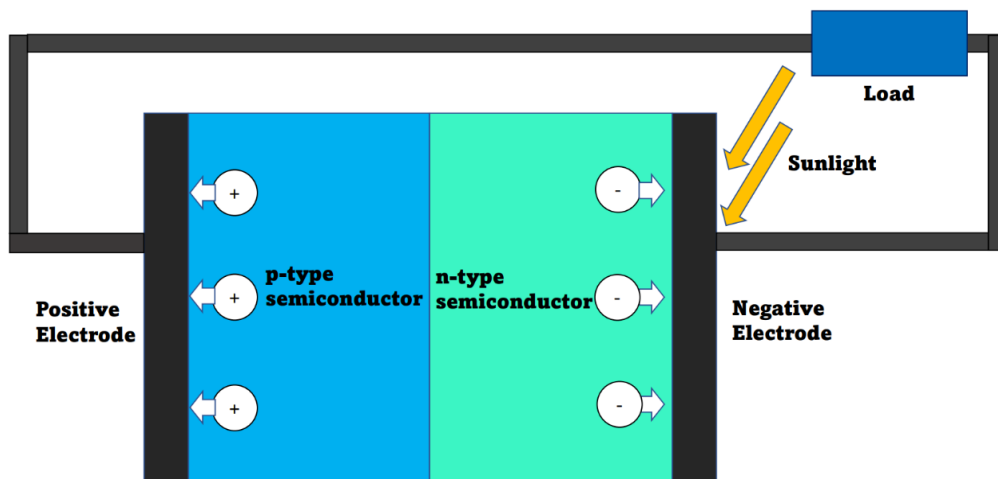 Load
Sunlight
+
-
+
p-type
semiconductor
n-type
semiconductor
-
Positive
Electrode
Negative
Electrode
+
-